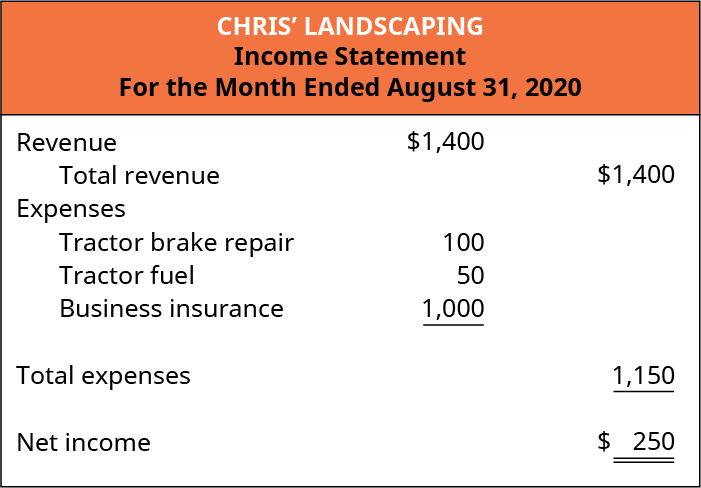 CHRIS’ LANDSCAPING
Income Statement
For the Month Ended August 31, 2020
Revenue $1,400
Total revenue $1,400
Expenses
Tractor brake repair 100
Tractor fuel 50
Business insurance 1,000
Total expenses 1,150
Net income $ 250